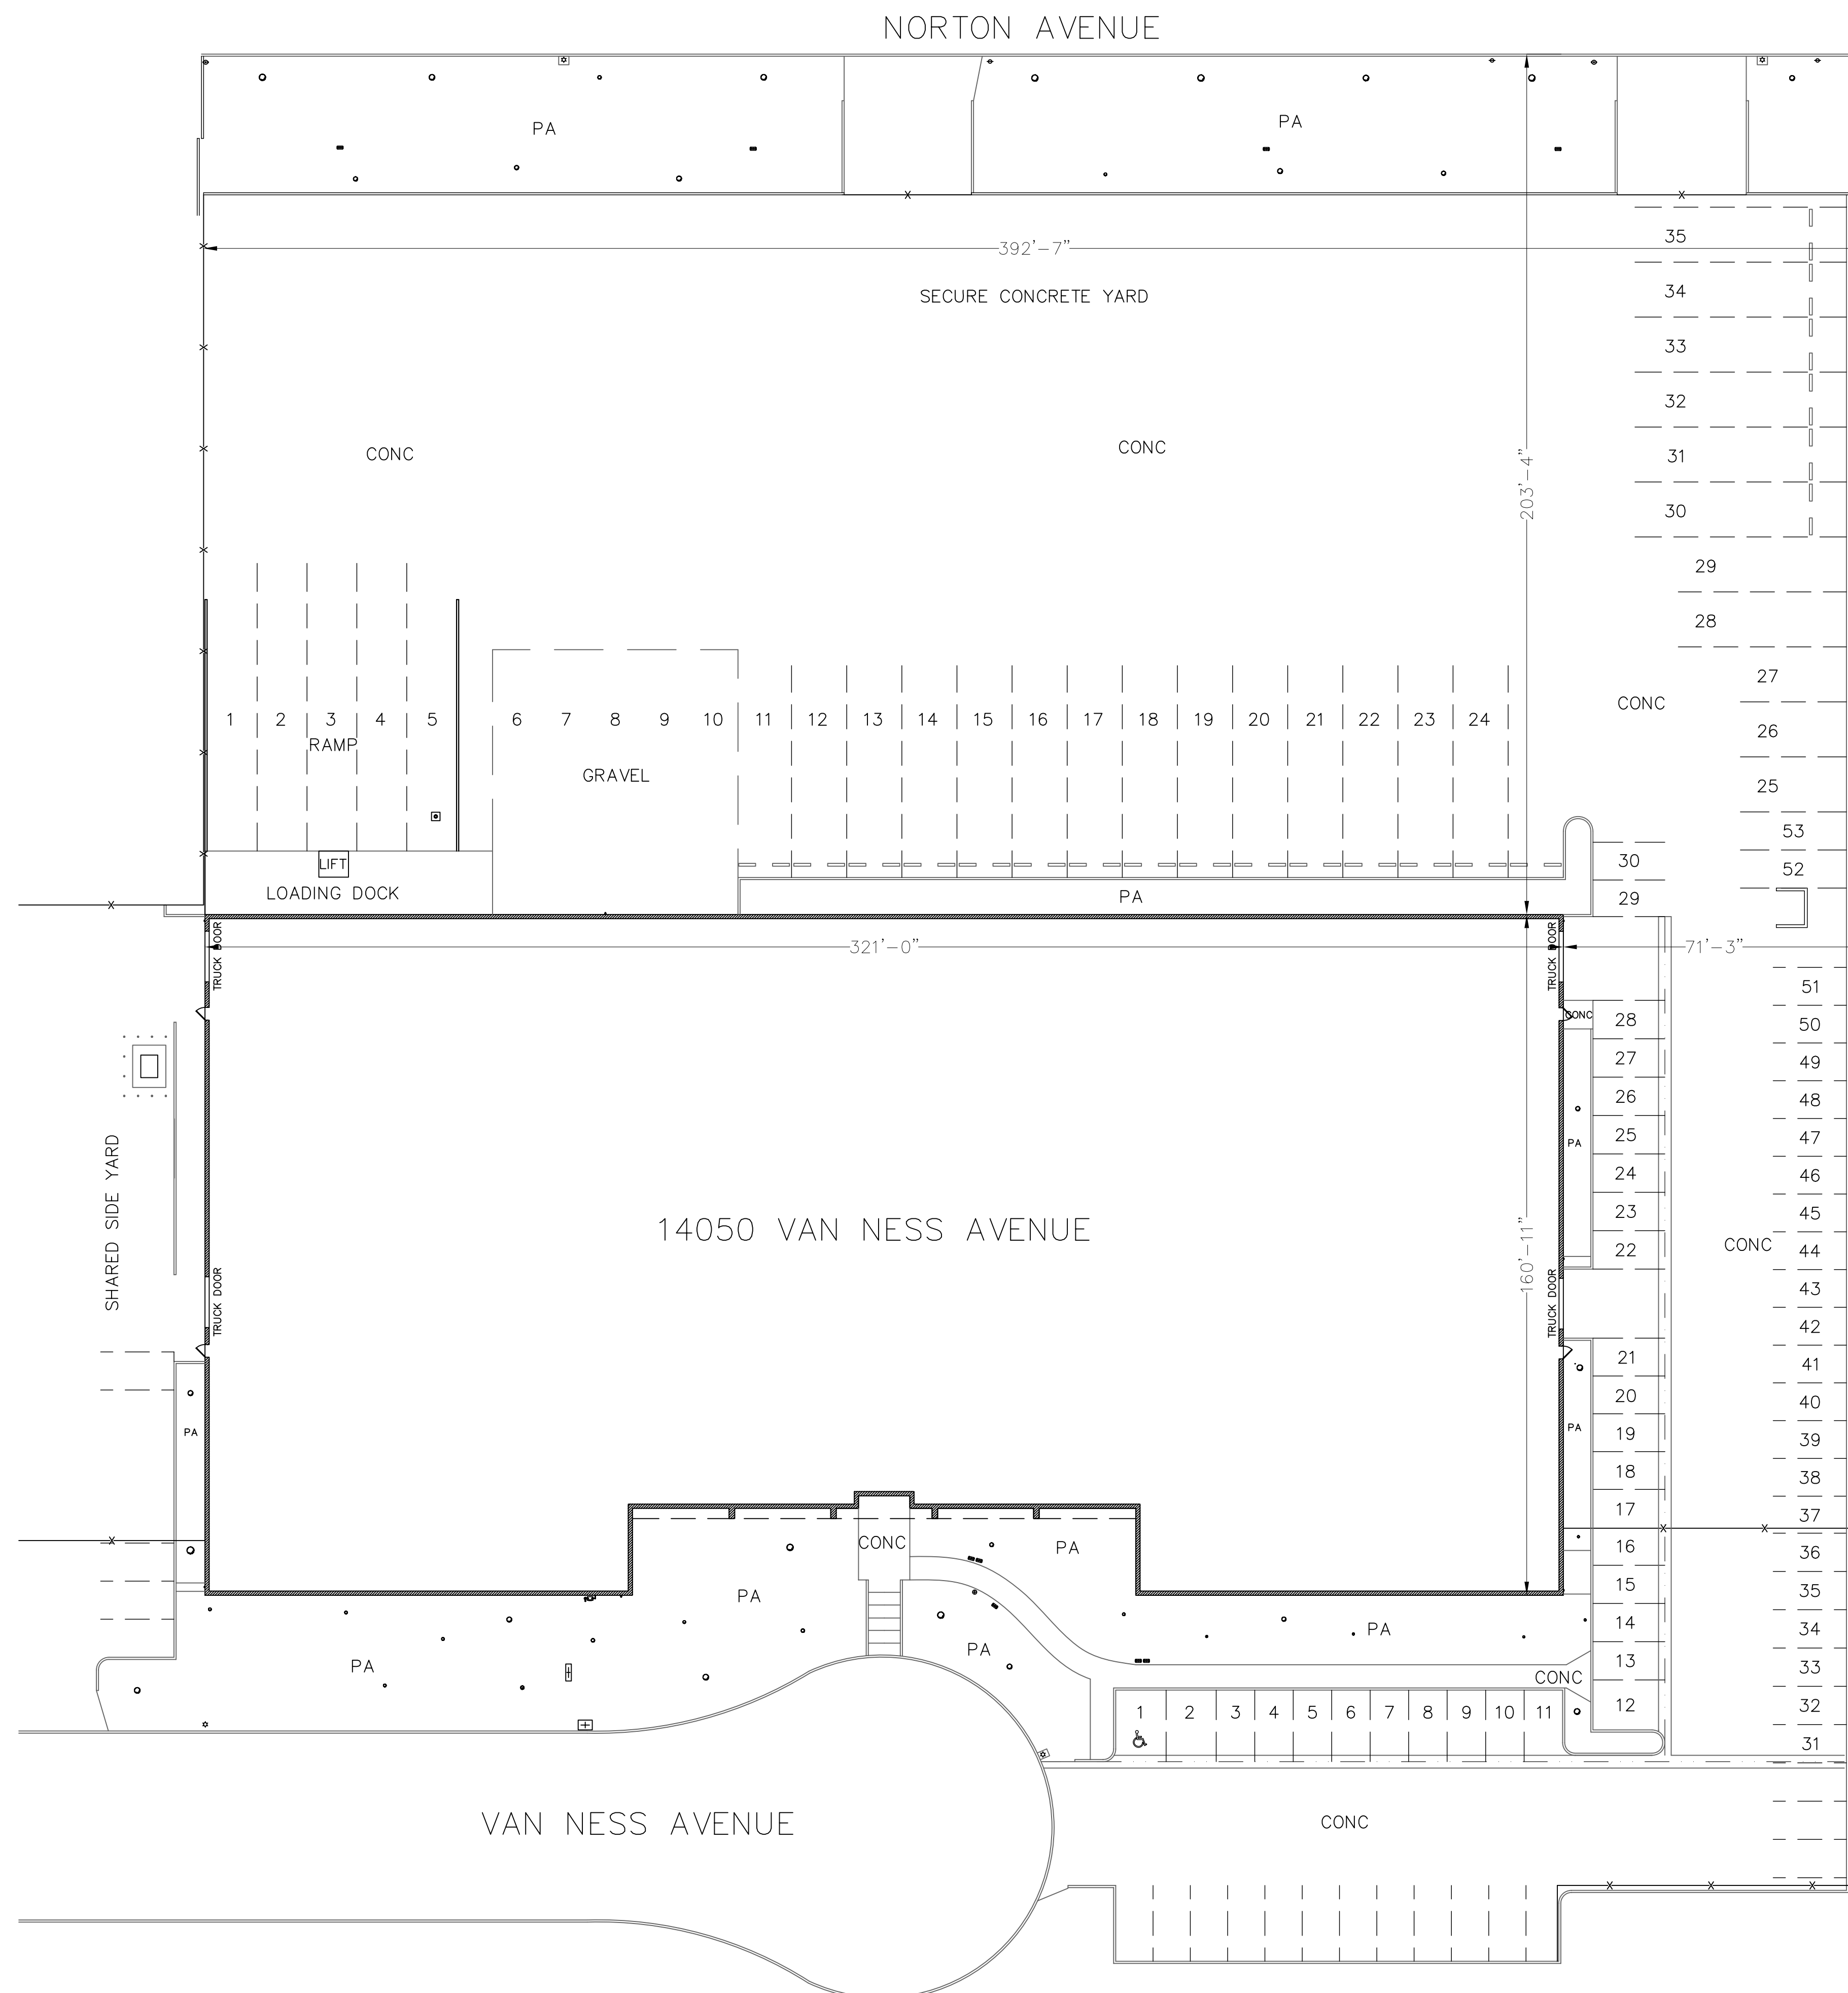 NORTON AVENUE
PA
PA
35
392'-7"
SECURE CONCRETE YARD
34
33
32
CONC
CONC
203'-4"
31
30
29
28
27
CONC
1 2 3 4 5 6 7 8 9 10 11 12 13 14 15 16 17 18 19 20 21 22 23 24
26
RAMP
GRAVEL
25
53
30
LIFT
52
LOADING DOCK
PA
29
TRUCK DOOR
321'-0"
TRUCK DOOR
71'-3"
51
CONC
28
50
27
49
26
48
25
PA
47
24
46
SHARED SIDE YARD
23
45
14050 VAN NESS AVENUE
160'-11"
22
CONC
44
43
TRUCK DOOR
TRUCK DOOR
42
21
41
20
40
PA
PA
19
39
18
38
17
37
CONC
PA
16
36
15
35
PA
14
34
PA
PA
13
33
PA
CONC
12
32
1 2 3 4 5 6 7 8 9 10 11
31
VAN NESS AVENUE
CONC